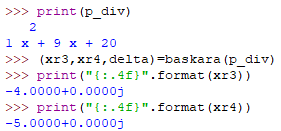 >>> print(p_div)
   2
1 x + 9 x + 20
>>> (xr3,xr4,delta)=baskara(p_div)
>>> print("{:.4f}".format(xr3))
-4.0000+0.0000j
>>> print("{:.4f}".format(xr4))
-5.0000+0.0000j